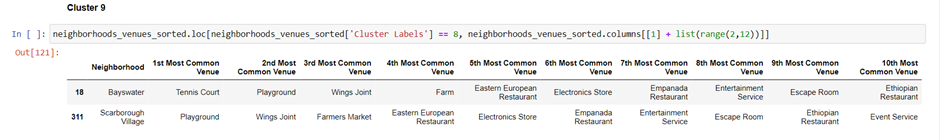 Cluster 9
In [ ]: neighborhoods_venues_sorted.loc[neighborhoods_venues_sorted['Cluster Labels'] == 8, neighborhoods_venues_sorted.columns[[1] + list(range(2,12))]]
Out[121]:
Neighborhood 1st Most Common Venue 2nd Most Common Venue 3rd Most Common Venue 4th Most Common Venue 5th Most Common Venue 6th Most Common Venue 7th Most Common Venue 8th Most Common Venue 9th Most Common Venue 10th Most Common Venue
18 Bayswater Tennis Court Playground Wings Joint Farm Eastern European Restaurant Electronics Store Empanada Restaurant Entertainment Service Escape Room Ethiopian Restaurant
311 Scarborough Village Playground Wings Joint Farmers Market Eastern European Restaurant Electronics Store Empanada Restaurant Entertainment Service Escape Room Ethiopian Restaurant Event Service